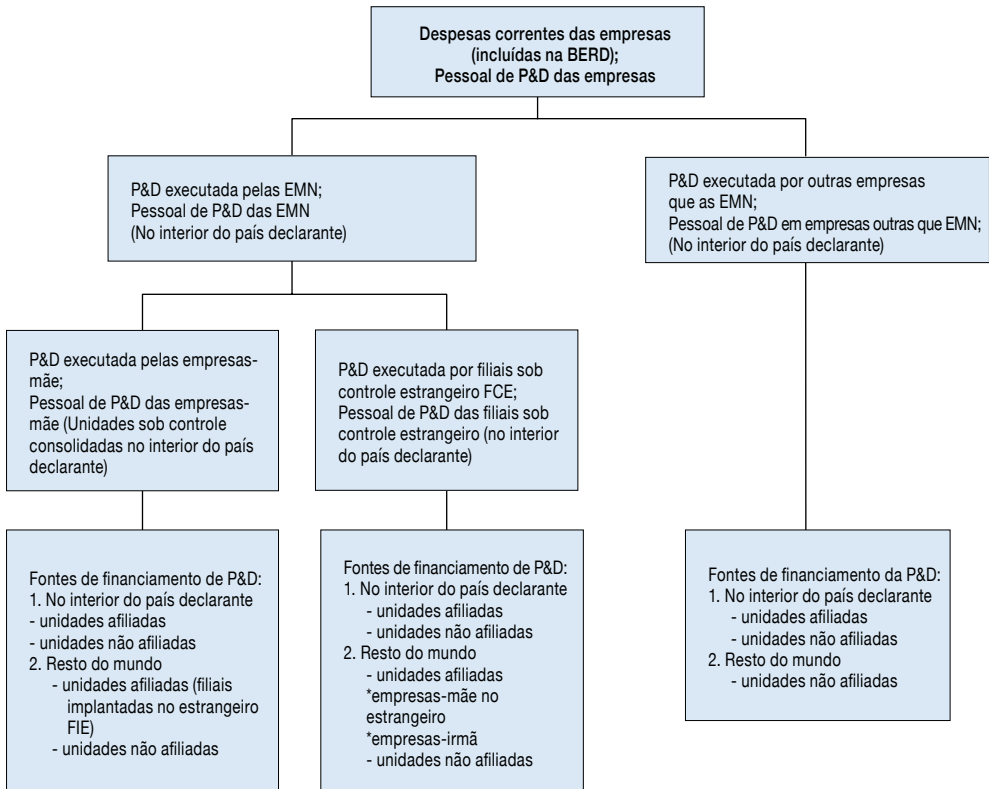 Despesas correntes das empresas
(incluídas na BERD);
Pessoal de P&D das empresas
P&D executada pelas EMN;
Pessoal de P&D das EMN
(No interior do país declarante)
P&D executada por outras empresas
que as EMN;
Pessoal de P&D em empresas outras que EMN;
(No interior do país declarante)
P&D executada pelas empresas-
mãe;
Pessoal de P&D das empresas-
mãe (Unidades sob controle
consolidadas no interior do país
declarante)
P&D executada por filiais sob
controle estrangeiro FCE;
Pessoal de P&D das filiais sob
controle estrangeiro (no interior
do país declarante)
Fontes de financiamento de P&D:
1. No interior do país declarante
- unidades afiliadas
- unidades não afiliadas
2. Resto do mundo
- unidades afiliadas (filiais
implantadas no estrangeiro
FIE)
- unidades não afiliadas
Fontes de financiamento de P&D:
1. No interior do país declarante
- unidades afiliadas
- unidades não afiliadas
2. Resto do mundo
- unidades afiliadas
*empresas-mãe no
estrangeiro
*empresas-irmã
- unidades não afiliadas
Fontes de financiamento da P&D:
1. No interior do país declarante
- unidades afiliadas
- unidades não afiliadas
2. Resto do mundo
- unidades não afiliadas